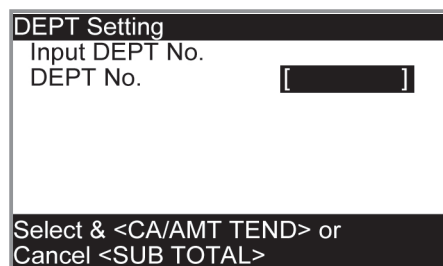 DEPT Setting
Input DEPT No.
DEPT No. [ ]
Select & <CA/AMT TEND> or
Cancel <SUB TOTAL>